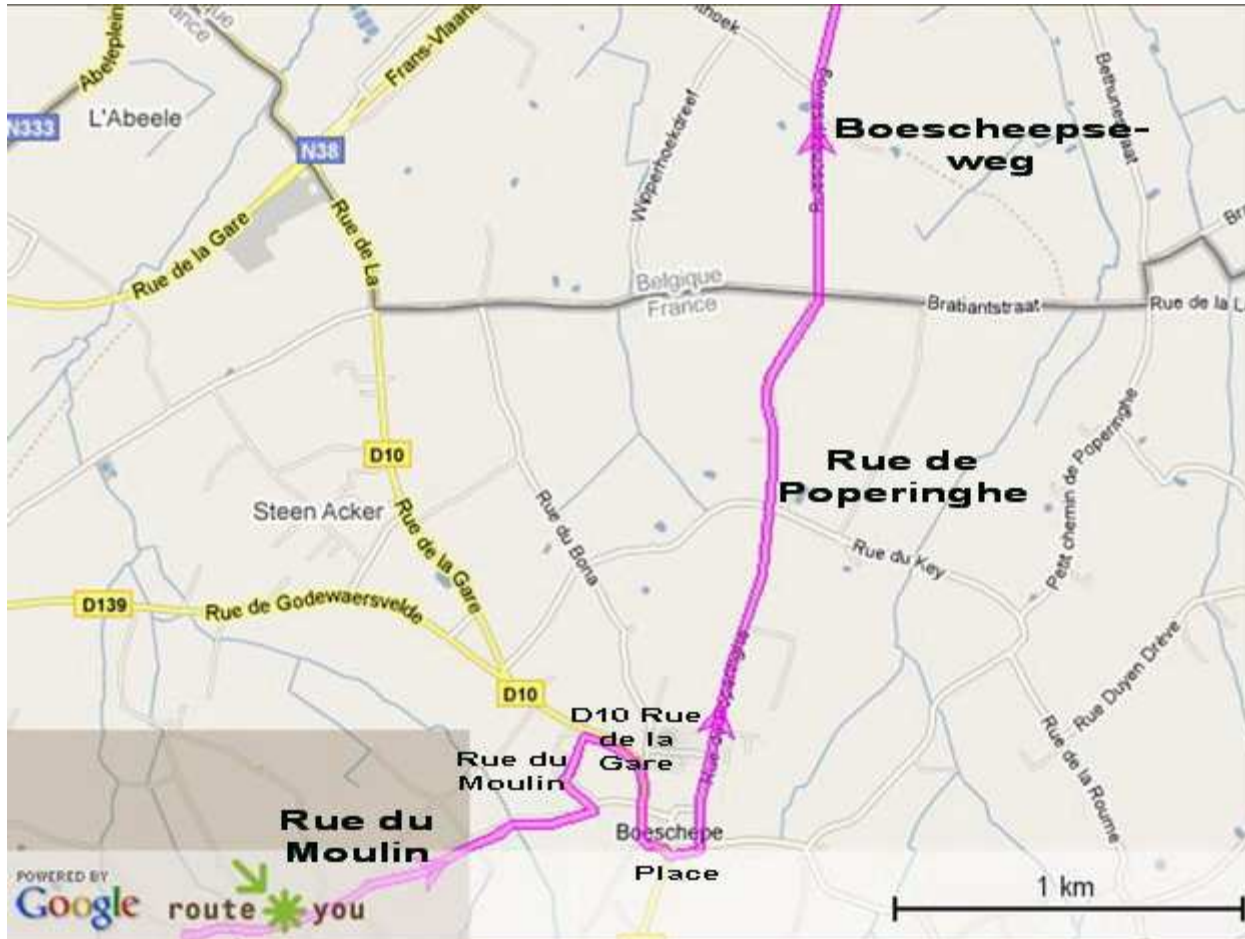 thoek
Abeleplein
Frans-Vlaand
L'Abeele
N333
N38
Boescheepse-
weg
Wipperhoekdreef
Bethunestraat
Rue de la Gare
Rue de La
Belgique
France
Brabantstraat
Rue de la L
D10
Rue de
Poperinghe
Steen Acker
Rue de la Gare
Rue du Bona
Petit chemin de Poperinghe
Rue du Key
D139
Rue de Godewaersvelde
Rue Duyen Drève
D10
D10 Rue
de la
Gare
Rue du
Moulin
Rue de la Roume
Rue du
Moulin
Boeschepe
Place
POWERED BY
Google
route you
1 km